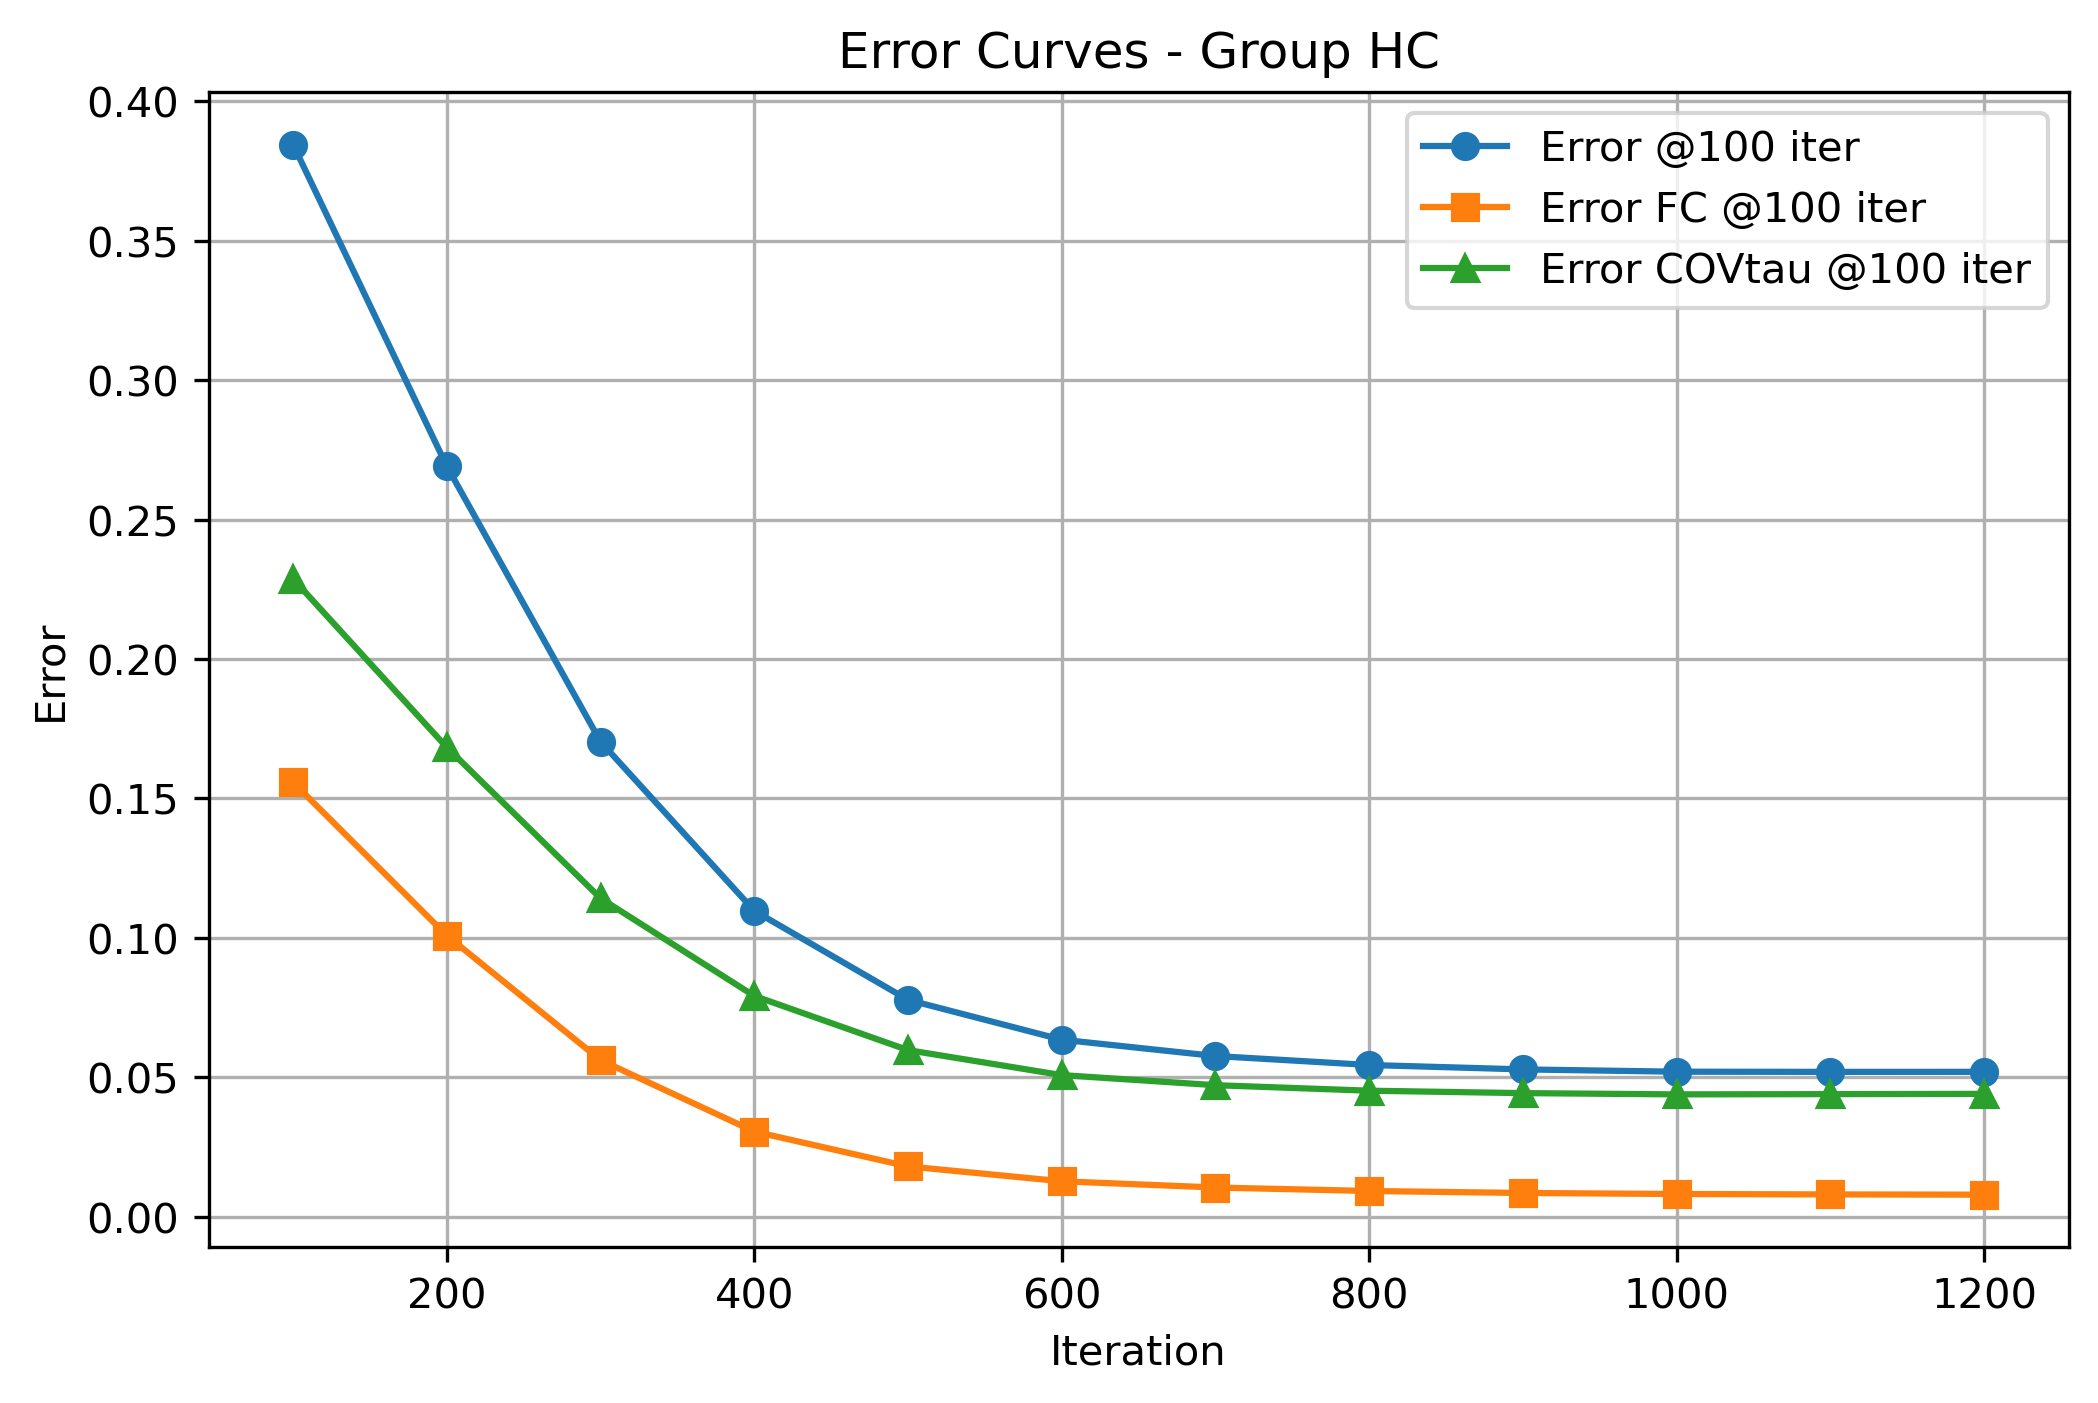 Error Curves - Group HC
Error @100 iter
Error FC @100 iter
Error COVtau @100 iter
Error
0.40
0.35
0.30
0.25
0.20
0.15
0.10
0.05
0.00
200 400 600 800 1000 1200
Iteration